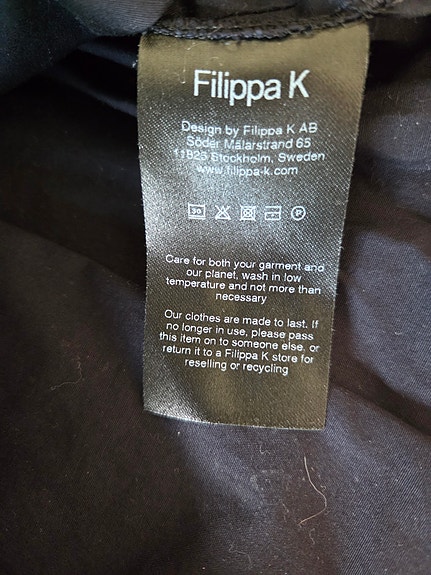 Filippa K
Design by Filippa K AB
Söder Mälarstrand 65
11825 Stockholm, Sweden
www.filippa-k.com
30 P
Care for both your garment and
our planet, wash in low
temperature and not more than
necessary
Our clothes are made to last. If
no longer in use, please pass
this item on to someone else, or
return it to a Filippa K store for
reselling or recycling